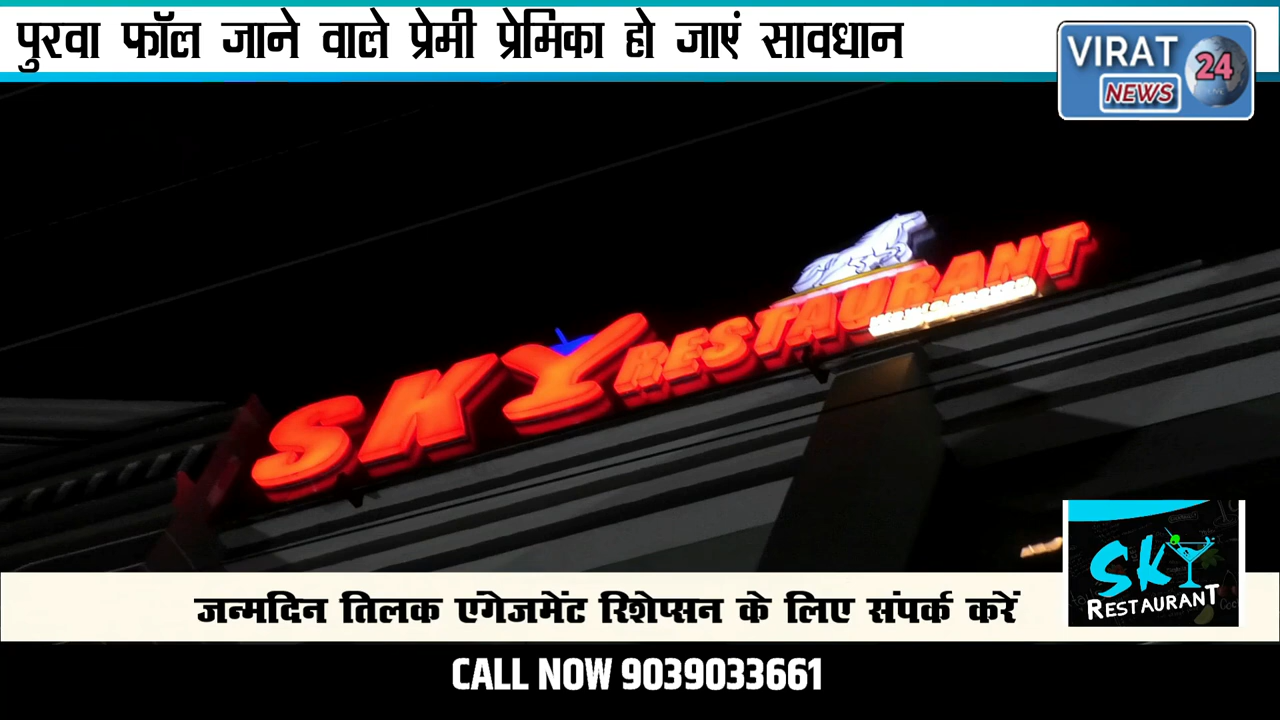 पुरवा फॉल जाने वाले प्रेमी प्रेमिका हो जाएं सावधान
VIRAT 24
NEWS
SKY RESTAURANT
SKY
RESTAURANT
जन्मदिन तिलक एंगेजमेंट रिशेप्सन के लिए संपर्क करें
CALL NOW 9039033661